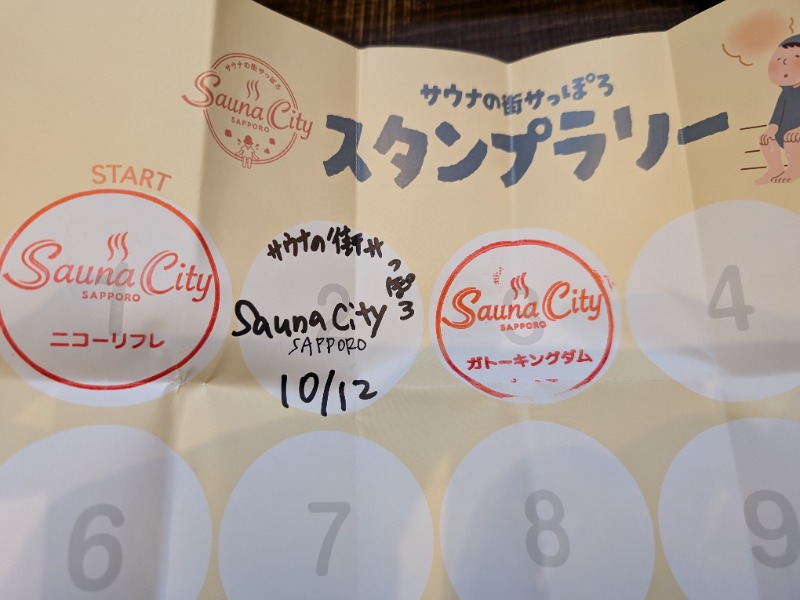 サウナの街サっぽろ
Sauna City
SAPPORO
サウナの街サっぽろ
スタンプラリー
START
Sauna City
SAPPORO
ニコーリフレ
1
サウナの街サっぽろ
Sauna City
SAPPORO
10/12
2
Sauna City
SAPPORO
ガトーキングダム
3
4
6
7
8
9